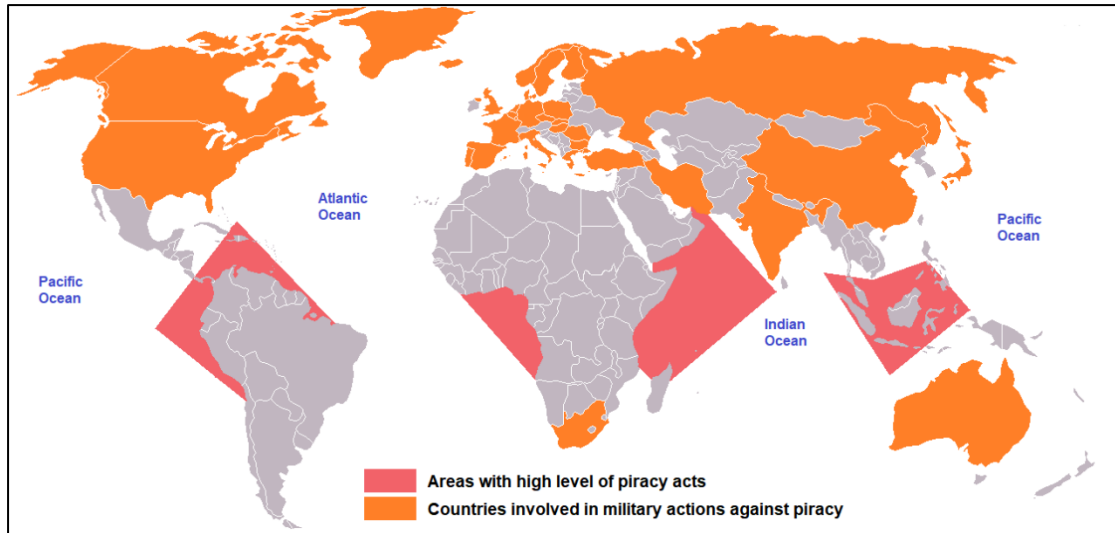 Atlantic
Ocean
Pacific
Ocean
Pacific
Ocean
Indian
Ocean
Areas with high level of piracy acts
Countries involved in military actions against piracy